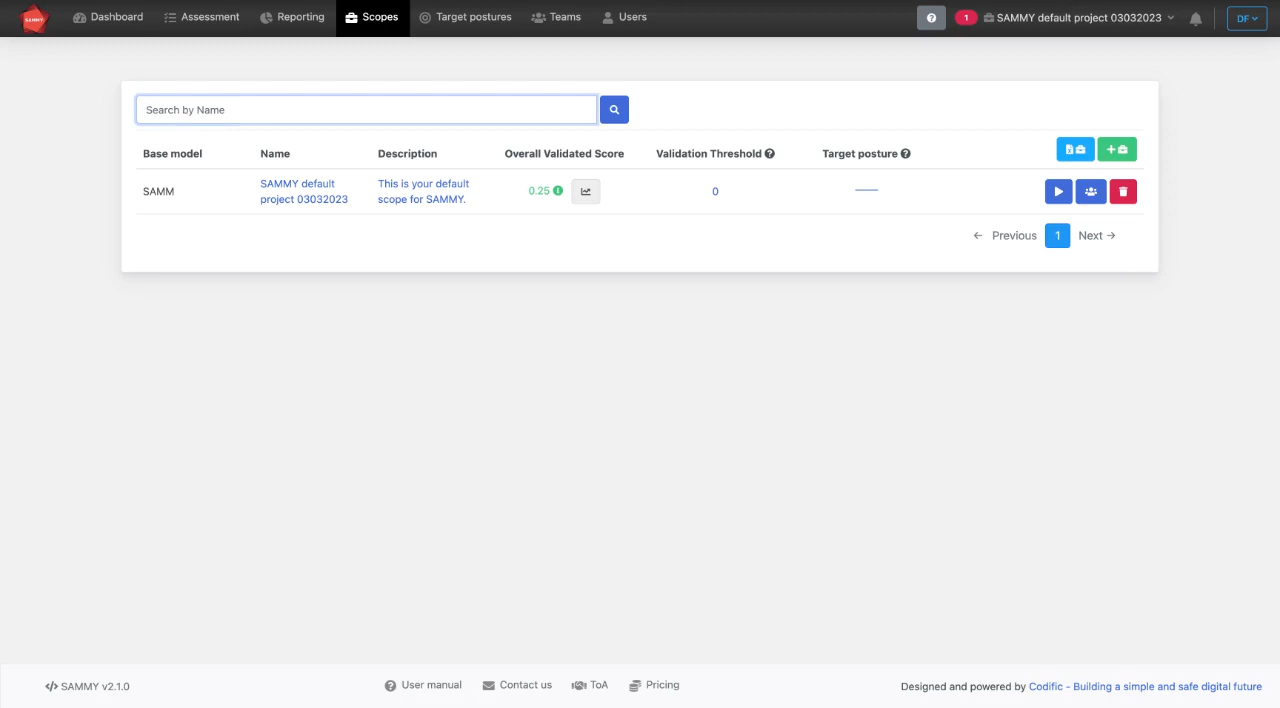 SAMMY
Dashboard
Assessment
Reporting
Scopes
Target postures
Teams
Users
1
SAMMY default project 03032023
DF
Search by Name
Base model Name Description Overall Validated Score Validation Threshold Target posture
SAMM
SAMMY default
project 03032023
This is your default
scope for SAMMY.
0.25
0
Previous 1 Next
SAMMY v2.1.0
User manual
Contact us
ToA
Pricing
Designed and powered by Codific - Building a simple and safe digital future